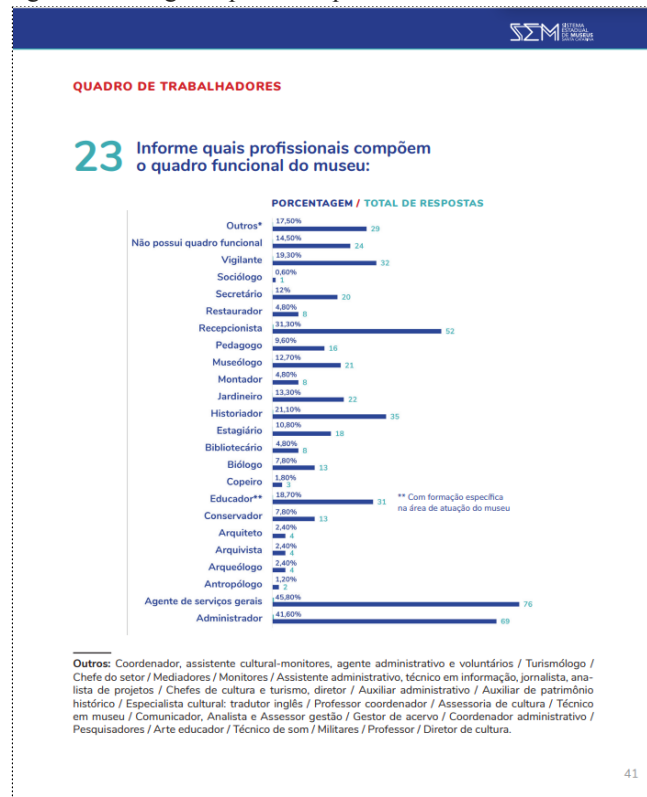 SEM SISTEMA
ESTADUAL
DE MUSEUS
SANTA CATARINA
QUADRO DE TRABALHADORES
23 Informe quais profissionais compõem
o quadro funcional do museu:
PORCENTAGEM / TOTAL DE RESPOSTAS
Outros* 17,50% 29
Não possui quadro funcional 14,50% 24
Vigilante 19,30% 32
Sociólogo 0,60% 1
Secretário 12% 20
Restaurador 4,80% 8
Recepcionista 31,30% 52
Pedagogo 9,60% 16
Museólogo 12,70% 21
Montador 4,80% 8
Jardineiro 13,30% 22
Historiador 21,10% 35
Estagiário 10,80% 18
Bibliotecário 4,80% 8
Biólogo 7,80% 13
Copeiro 1,80% 3
Educador** 18,70% 31
** Com formação específica
na área de atuação do museu
Conservador 7,80% 13
Arquiteto 2,40% 4
Arquivista 2,40% 4
Arqueólogo 2,40% 4
Antropólogo 1,20% 2
Agente de serviços gerais 45,80% 76
Administrador 41,60% 69
Outros: Coordenador, assistente cultural-monitores, agente administrativo e voluntários / Turismólogo /
Chefe do setor / Mediadores / Monitores / Assistente administrativo, técnico em informação, jornalista, ana-
lista de projetos / Chefes de cultura e turismo, diretor / Auxiliar administrativo / Auxiliar de patrimônio
histórico / Especialista cultural: tradutor inglês / Professor coordenador / Assessoria de cultura / Técnico
em museu / Comunicador, Analista e Assessor gestão / Gestor de acervo / Coordenador administrativo /
Pesquisadores / Arte educador / Técnico de som / Militares / Professor / Diretor de cultura.
41